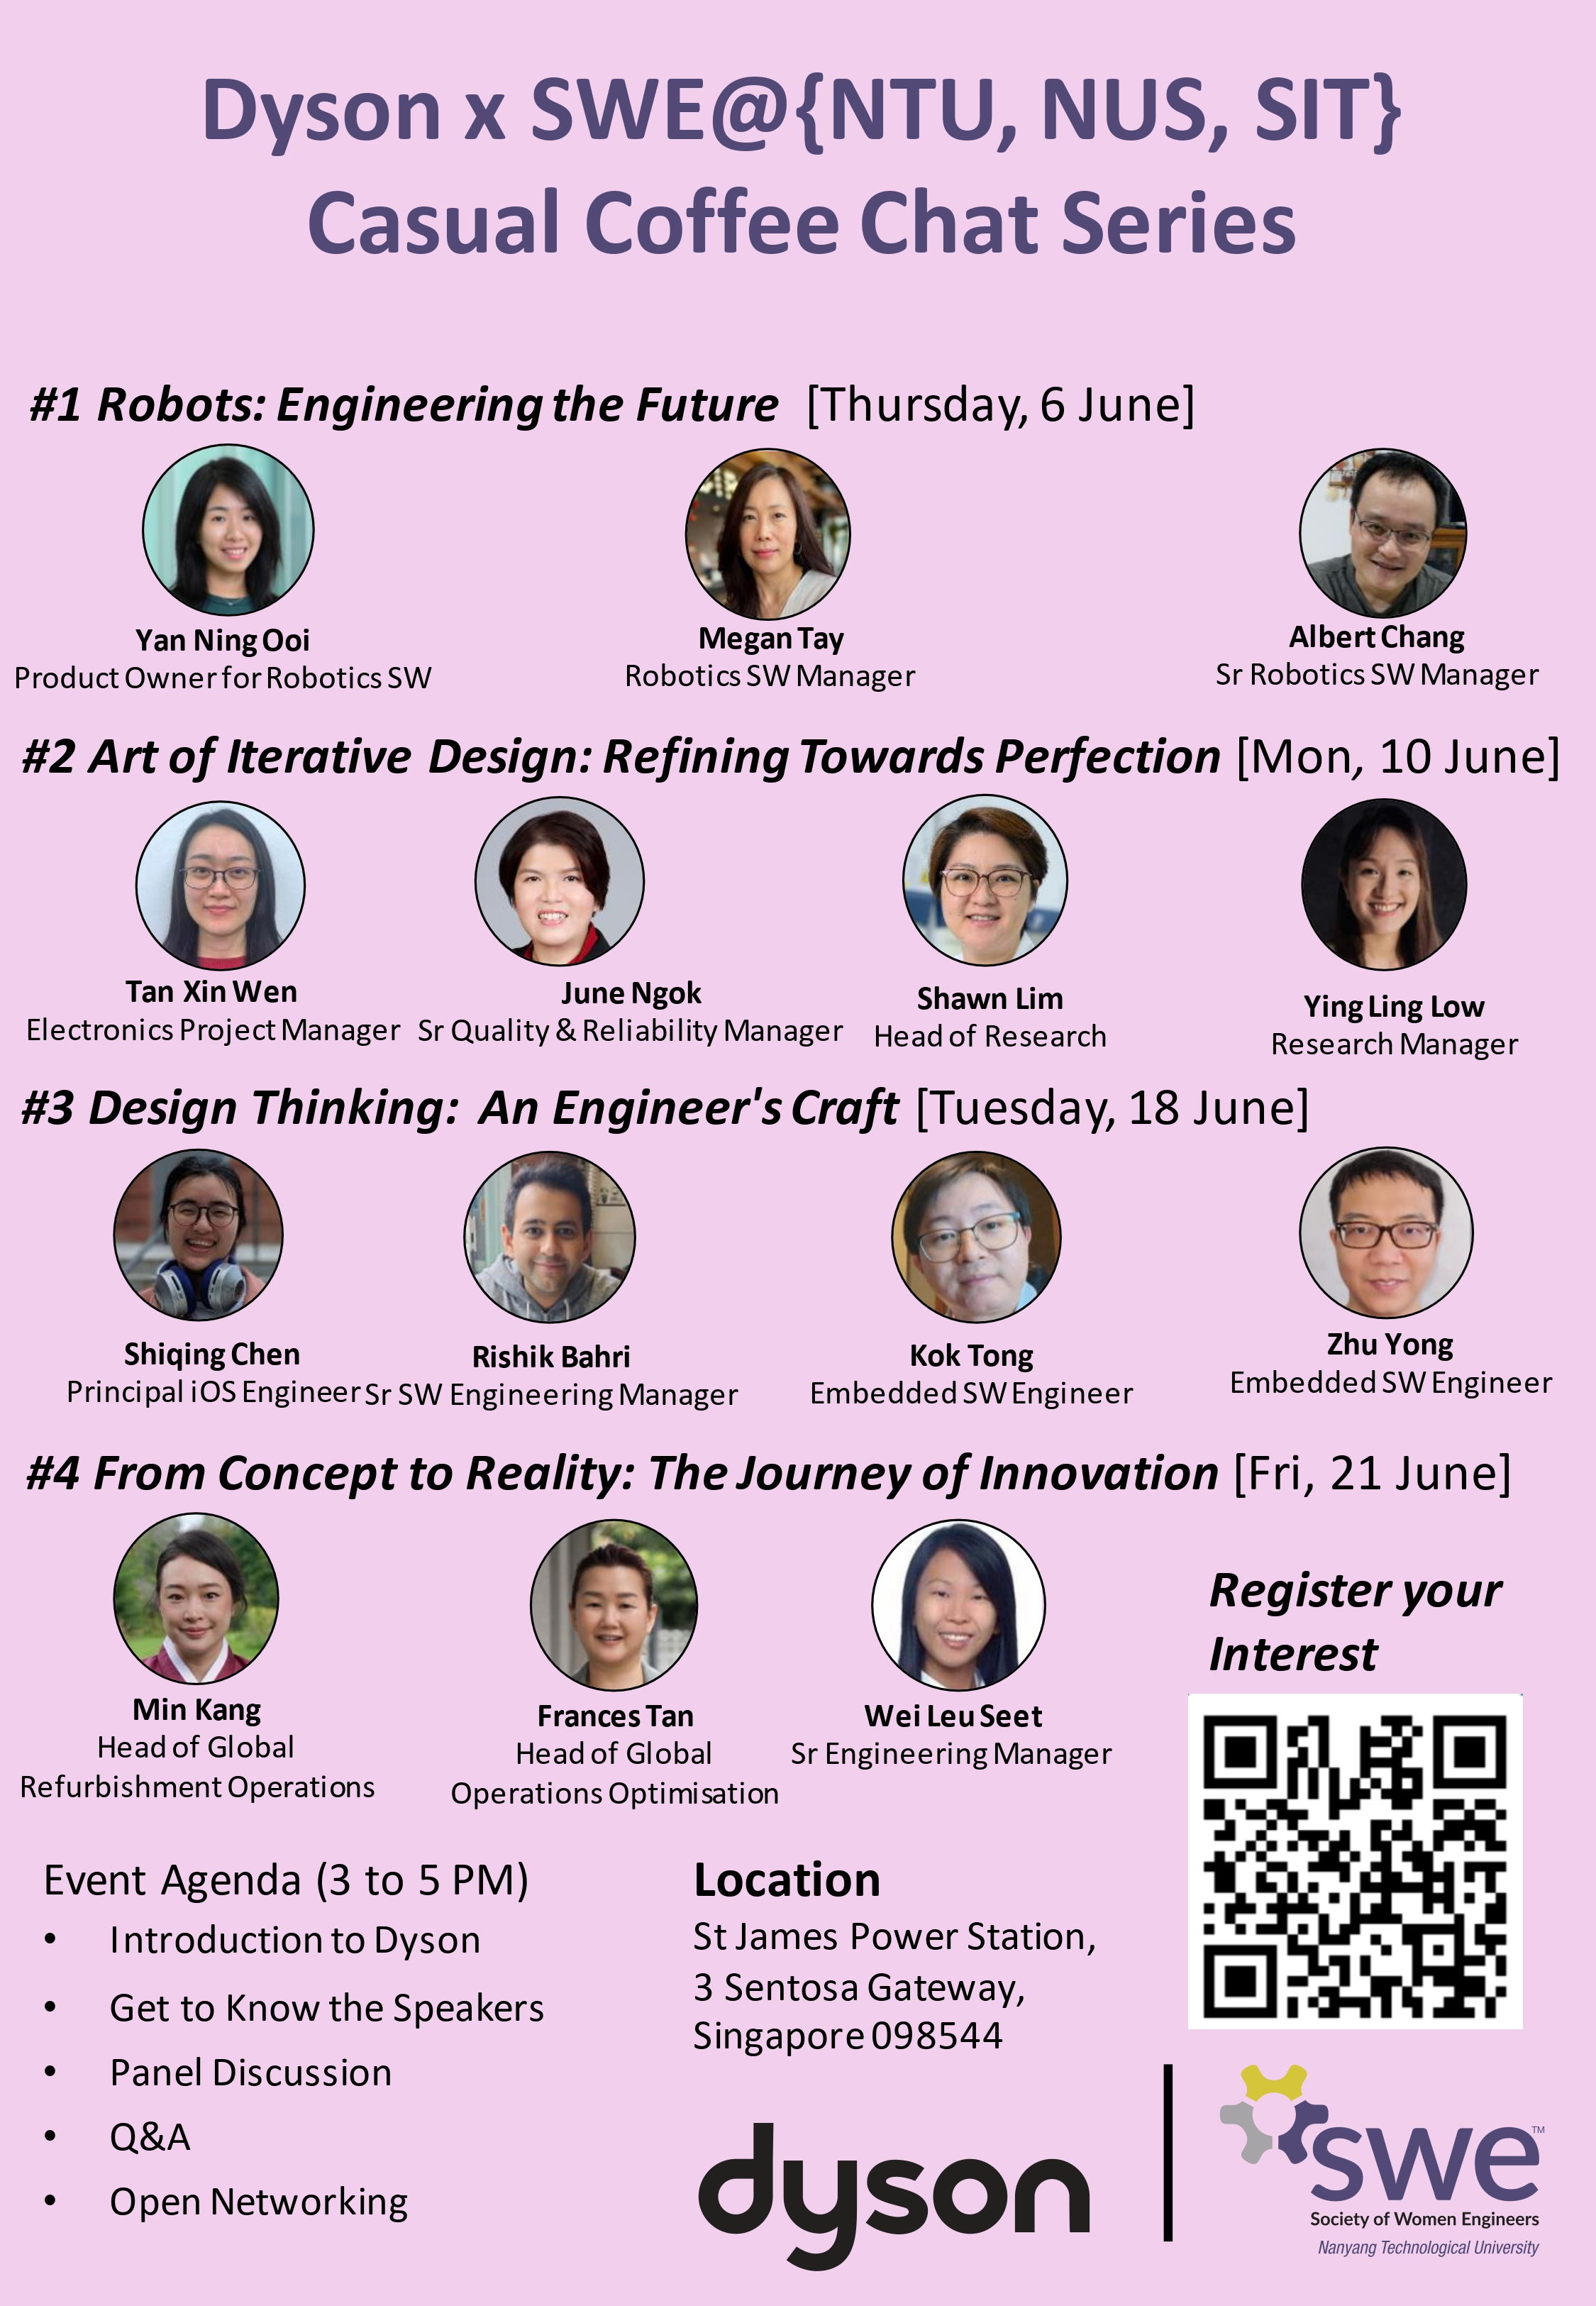 Dyson x SWE@{NTU, NUS, SIT}
Casual Coffee Chat Series
#1 Robots: Engineering the Future [Thursday, 6 June]
Yan Ning Ooi
Product Owner for Robotics SW
Megan Tay
Robotics SW Manager
Albert Chang
Sr Robotics SW Manager
#2 Art of Iterative Design: Refining Towards Perfection [Mon, 10 June]
Tan Xin Wen
Electronics Project Manager
June Ngok
Sr Quality & Reliability Manager
Shawn Lim
Head of Research
Ying Ling Low
Research Manager
#3 Design Thinking: An Engineer's Craft [Tuesday, 18 June]
Shiqing Chen
Principal iOS Engineer
Rishik Bahri
Sr SW Engineering Manager
Kok Tong
Embedded SW Engineer
Zhu Yong
Embedded SW Engineer
#4 From Concept to Reality: The Journey of Innovation [Fri, 21 June]
Min Kang
Head of Global
Refurbishment Operations
Frances Tan
Head of Global
Operations Optimisation
Wei Leu Seet
Sr Engineering Manager
Register your
Interest
Event Agenda (3 to 5 PM)
• Introduction to Dyson
• Get to Know the Speakers
• Panel Discussion
• Q&A
• Open Networking
Location
St James Power Station,
3 Sentosa Gateway,
Singapore 098544
dyson
swe™
Society of Women Engineers
Nanyang Technological University